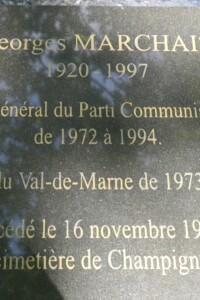 eorges MARCHAI
1920 - 1997
énéral du Parti Communis
de 1972 à 1994.
du Val-de-Marne de 1973
cédé le 16 novembre 19
cimetière de Champign